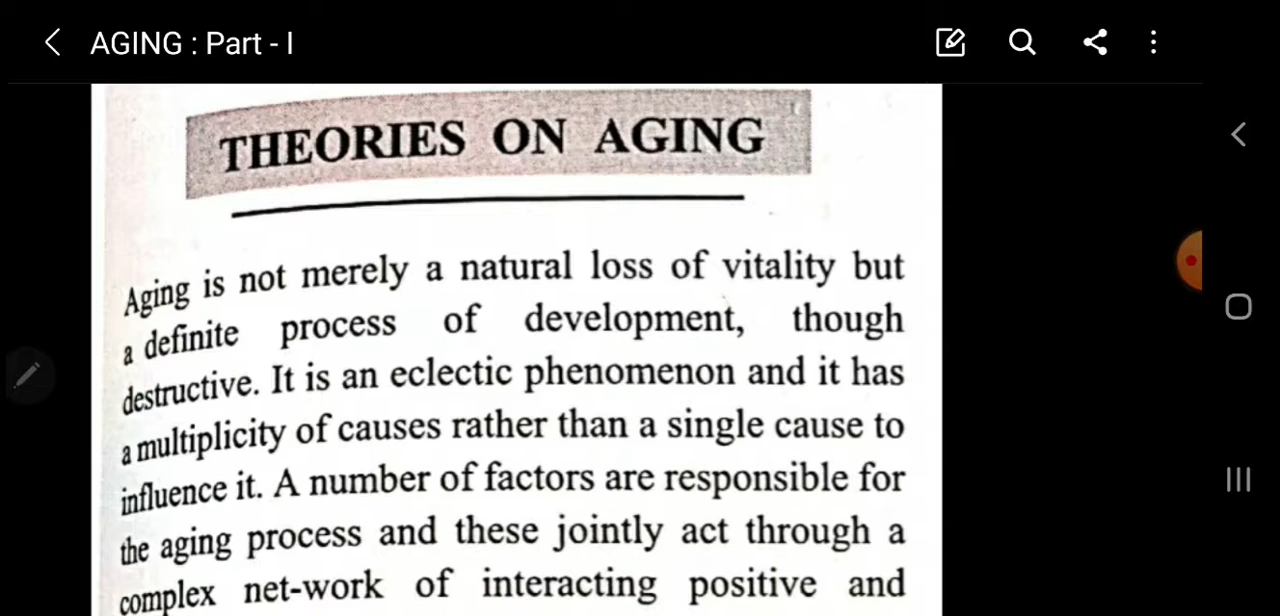 AGING : Part - I
THEORIES ON AGING
Aging is not merely a natural loss of vitality but
a definite process of development, though
destructive. It is an eclectic phenomenon and it has
a multiplicity of causes rather than a single cause to
influence it. A number of factors are responsible for
the aging process and these jointly act through a
complex net-work of interacting positive and